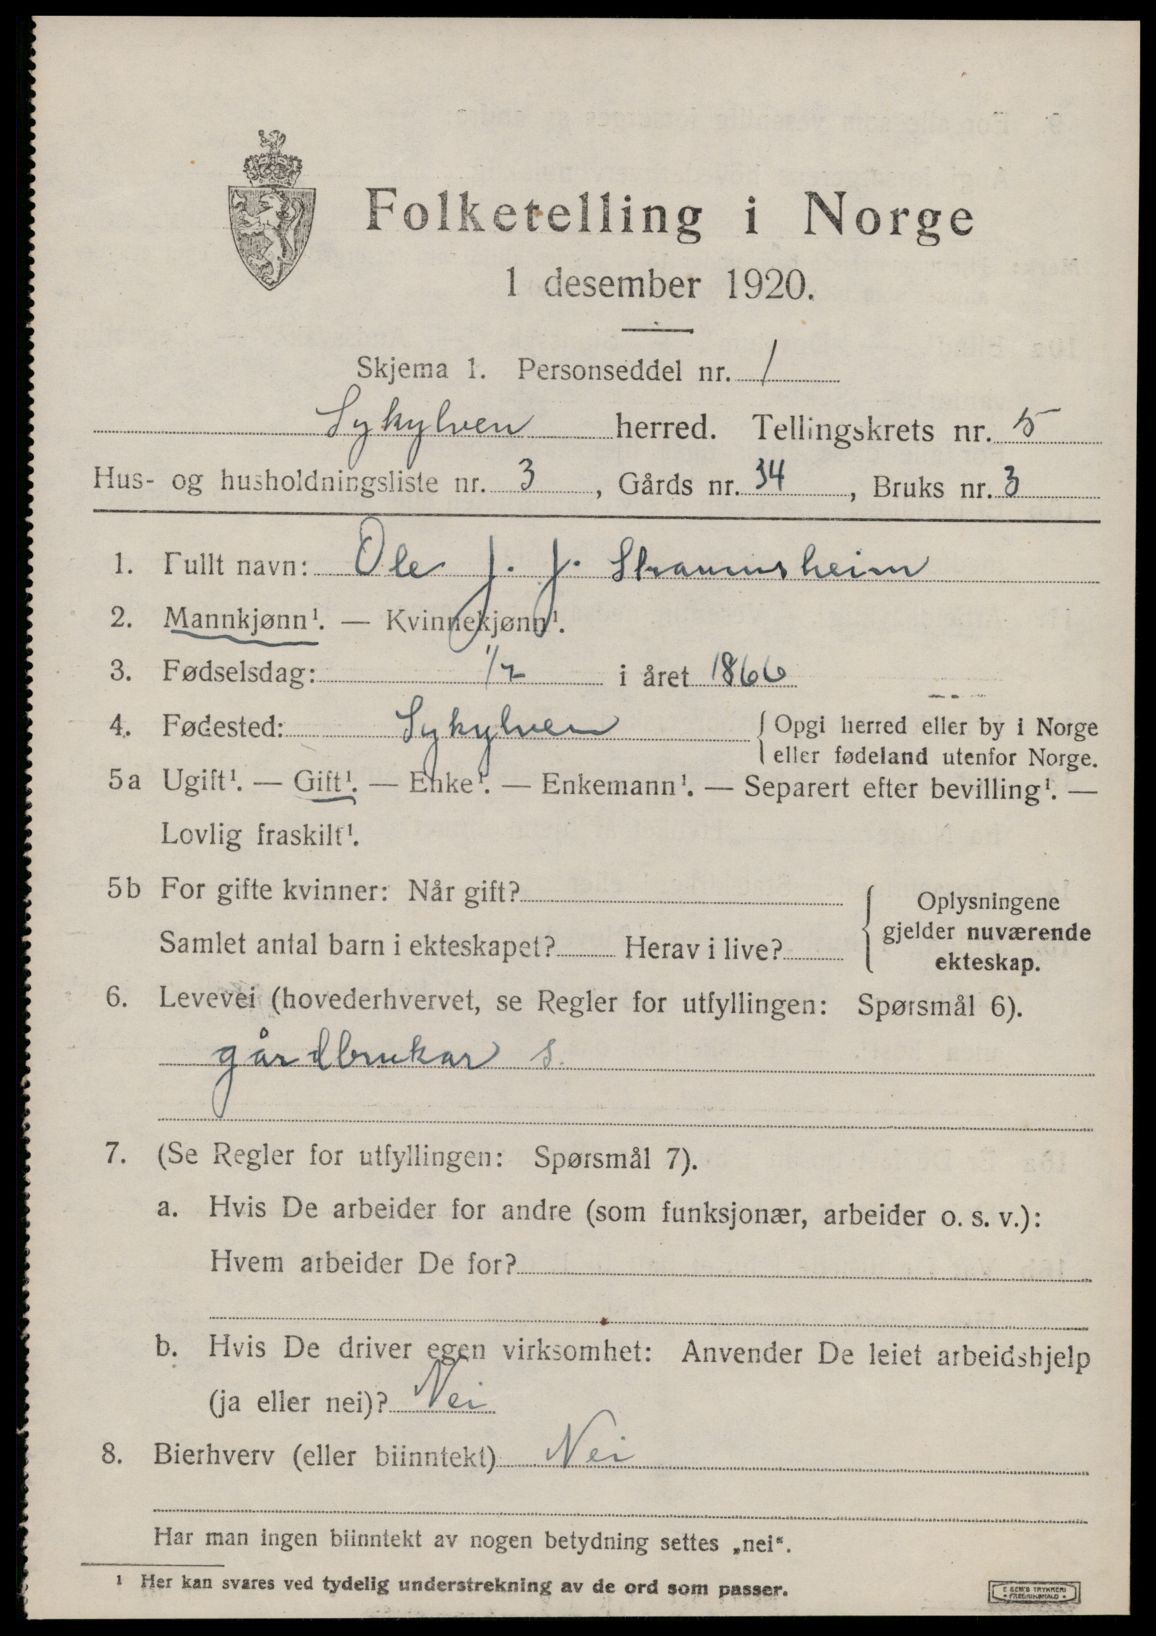 Folketelling i Norge
1 desember 1920.
Skjema 1. Personseddel nr. 1
Sykylven herred. Tellingskrets nr. 5
Hus- og husholdningsliste nr. 3, Gårds nr. 34, Bruks nr. 3
1. Fullt navn: Ole J. J. Straumsheim
2. Mannkjønn¹. — Kvinnekjønn¹.
3. Fødselsdag: 1/2 i året 1866
4. Fødested: Sykylven { Opgi herred eller by i Norge
eller fødeland utenfor Norge.
5a Ugift¹. — Gift¹. — Enke¹. — Enkemann¹. — Separert efter bevilling¹. —
Lovlig fraskilt¹.
5b For gifte kvinner: Når gift?
Samlet antal barn i ekteskapet? Herav i live?
Oplysningene
gjelder nuværende
ekteskap.
6. Levevei (hovederhvervet, se Regler for utfyllingen: Spørsmål 6).
gårdbrukar s.
7. (Se Regler for utfyllingen: Spørsmål 7).
a. Hvis De arbeider for andre (som funksjonær, arbeider o. s. v.):
Hvem arbeider De for?
b. Hvis De driver egen virksomhet: Anvender De leiet arbeidshjelp
(ja eller nei)? Nei
8. Bierhverv (eller biinntekt) Nei
Har man ingen biinntekt av nogen betydning settes „nei“.
¹ Her kan svares ved tydelig understrekning av de ord som passer.